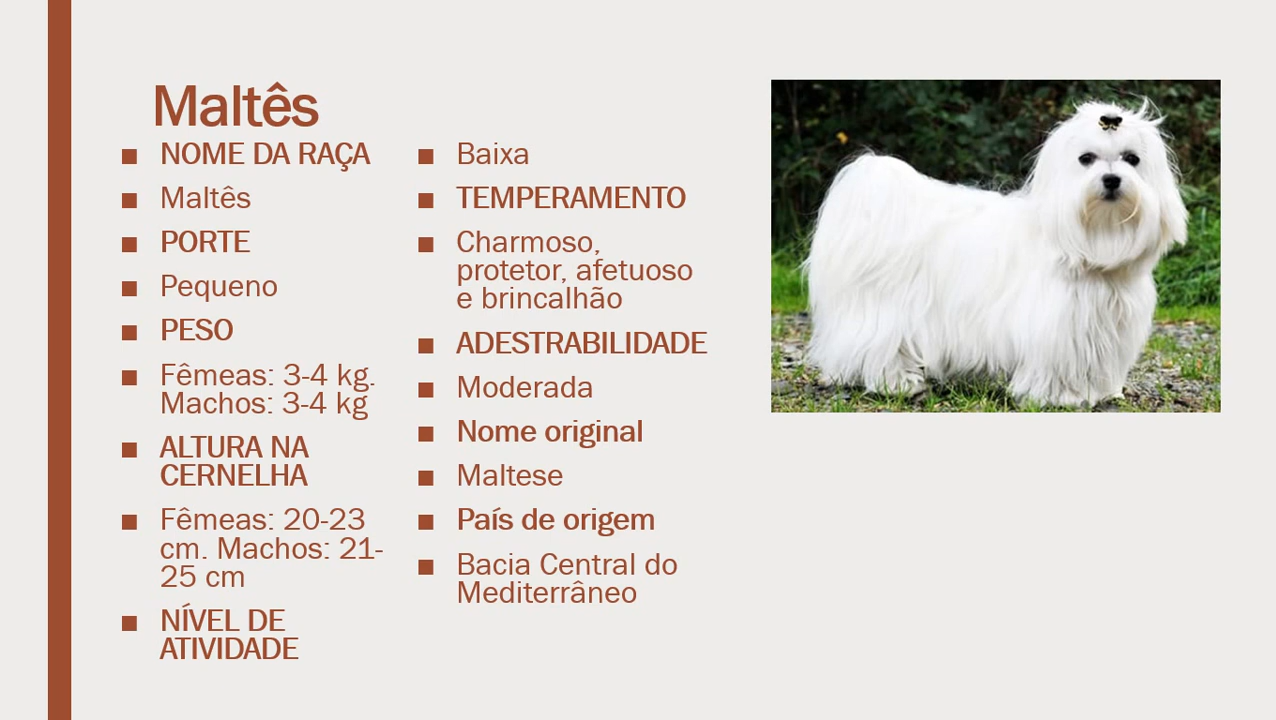 Maltês
NOME DA RAÇA
Maltês
PORTE
Pequeno
PESO
Fêmeas: 3-4 kg.
Machos: 3-4 kg
ALTURA NA
CERNELHA
Fêmeas: 20-23
cm. Machos: 21-
25 cm
NÍVEL DE
ATIVIDADE
Baixa
TEMPERAMENTO
Charmoso,
protetor, afetuoso
e brincalhão
ADESTRABILIDADE
Moderada
Nome original
Maltese
País de origem
Bacia Central do
Mediterrâneo